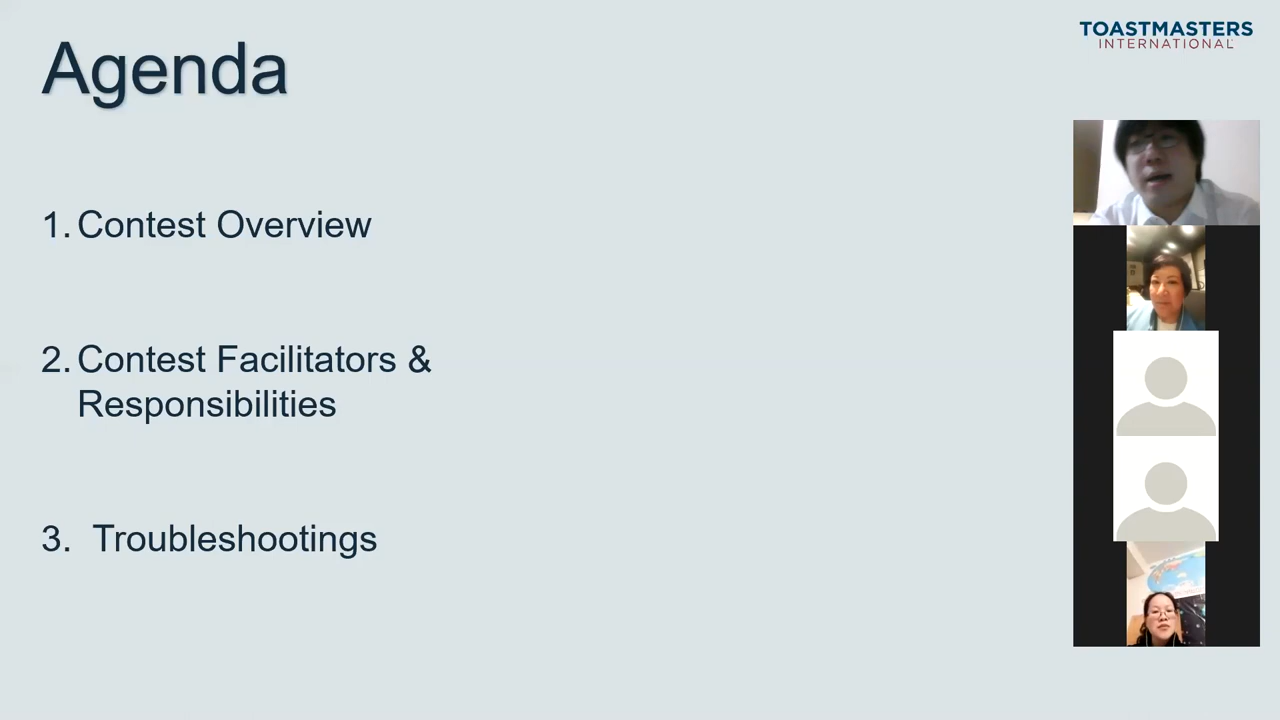 Agenda
TOASTMASTERS
INTERNATIONAL
1. Contest Overview
2. Contest Facilitators &
Responsibilities
3. Troubleshootings